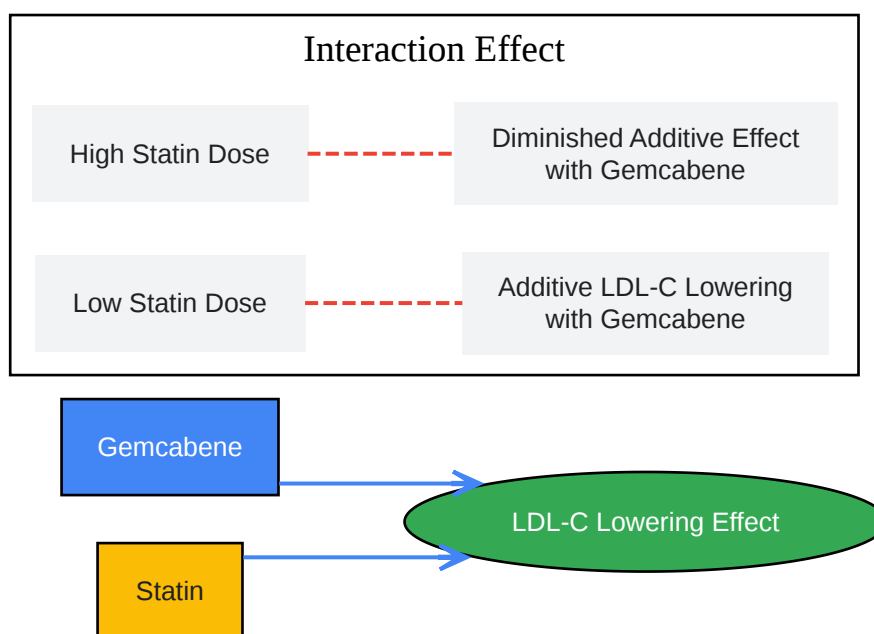 Interaction Effect
High Statin Dose
Diminished Additive Effect
with Gemcabene
Low Statin Dose
Additive LDL-C Lowering
with Gemcabene
Gemcabene
LDL-C Lowering Effect
Statin